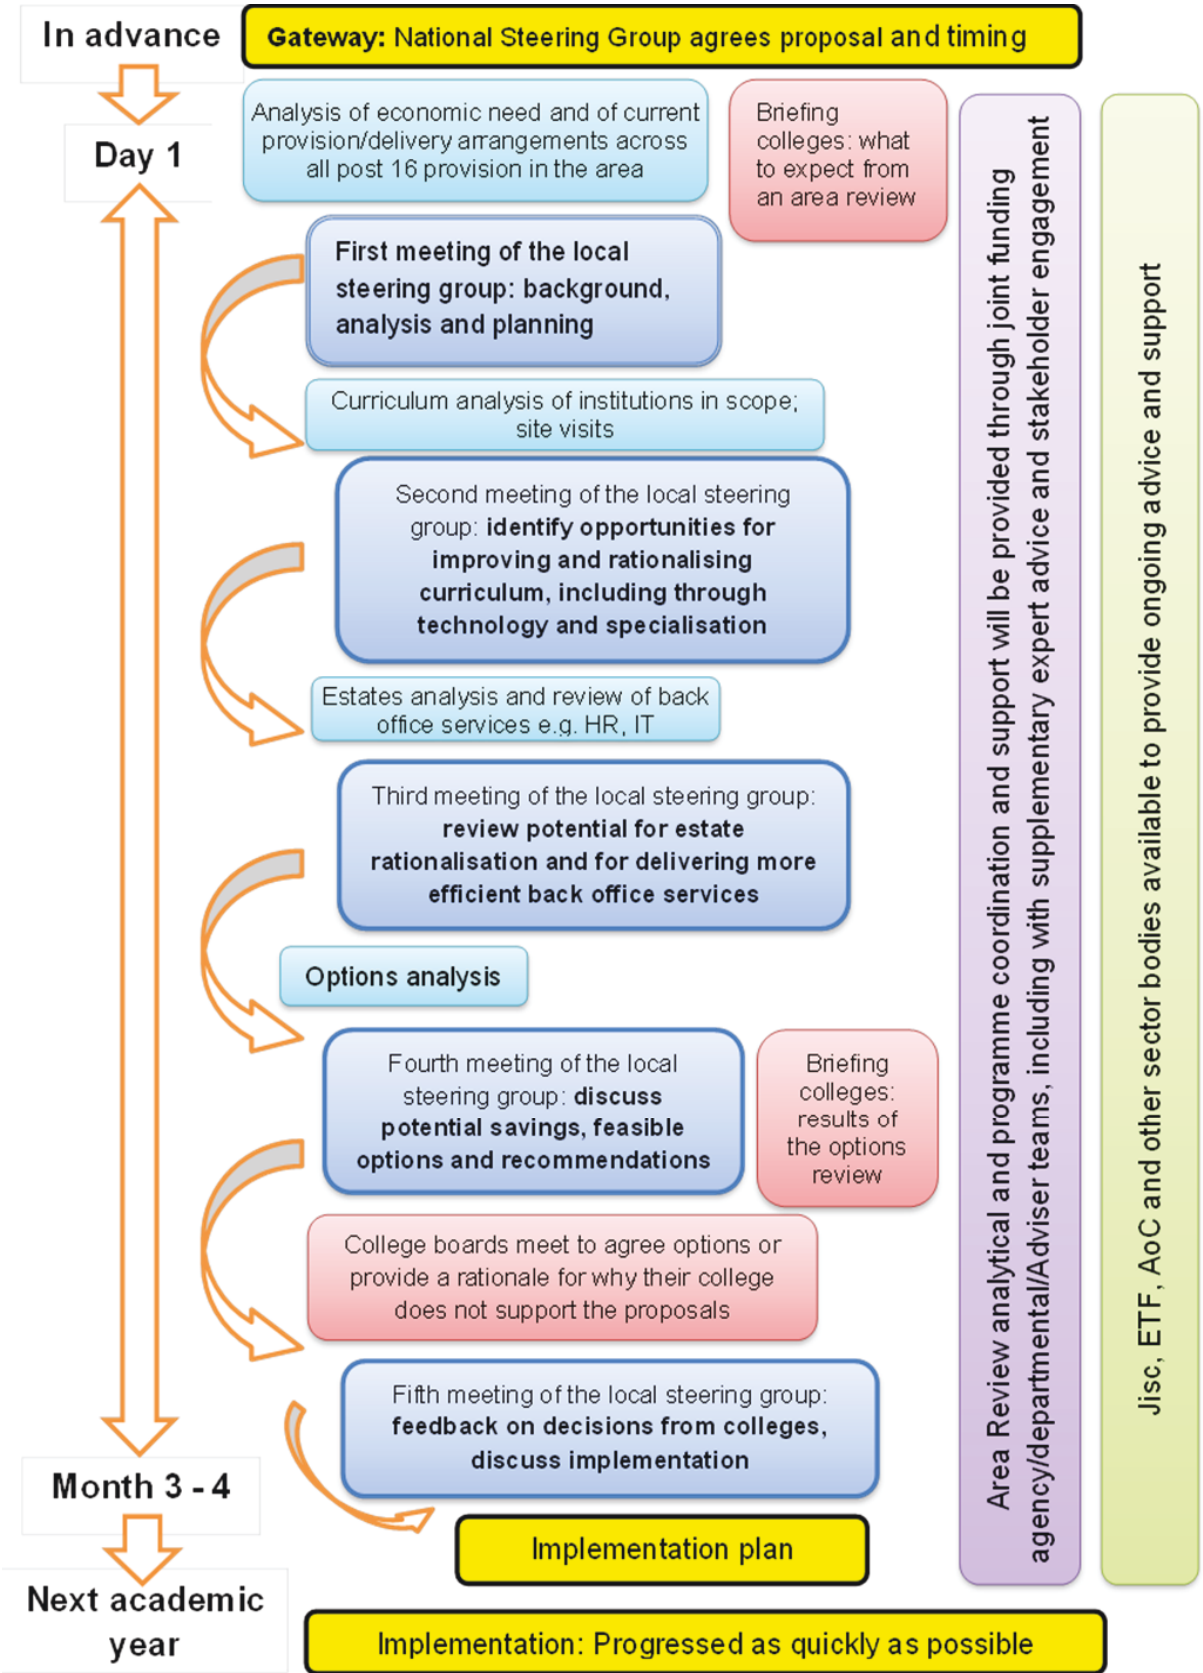 In advance
Gateway: National Steering Group agrees proposal and timing
Day 1
Analysis of economic need and of current
provision/delivery arrangements across
all post 16 provision in the area
Briefing
colleges: what
to expect from
an area review
First meeting of the local
steering group: background,
analysis and planning
Curriculum analysis of institutions in scope;
site visits
Second meeting of the local steering
group: identify opportunities for
improving and rationalising
curriculum, including through
technology and specialisation
Estates analysis and review of back
office services e.g. HR, IT
Third meeting of the local steering group:
review potential for estate
rationalisation and for delivering more
efficient back office services
Options analysis
Fourth meeting of the local
steering group: discuss
potential savings, feasible
options and recommendations
Briefing
colleges:
results of
the options
review
College boards meet to agree options or
provide a rationale for why their college
does not support the proposals
Fifth meeting of the local steering group:
feedback on decisions from colleges,
discuss implementation
Month 3 - 4
Implementation plan
Next academic
year
Implementation: Progressed as quickly as possible
Area Review analytical and programme coordination and support will be provided through joint funding
agency/departmental/Adviser teams, including with supplementary expert advice and stakeholder engagement
Jisc, ETF, AoC and other sector bodies available to provide ongoing advice and support